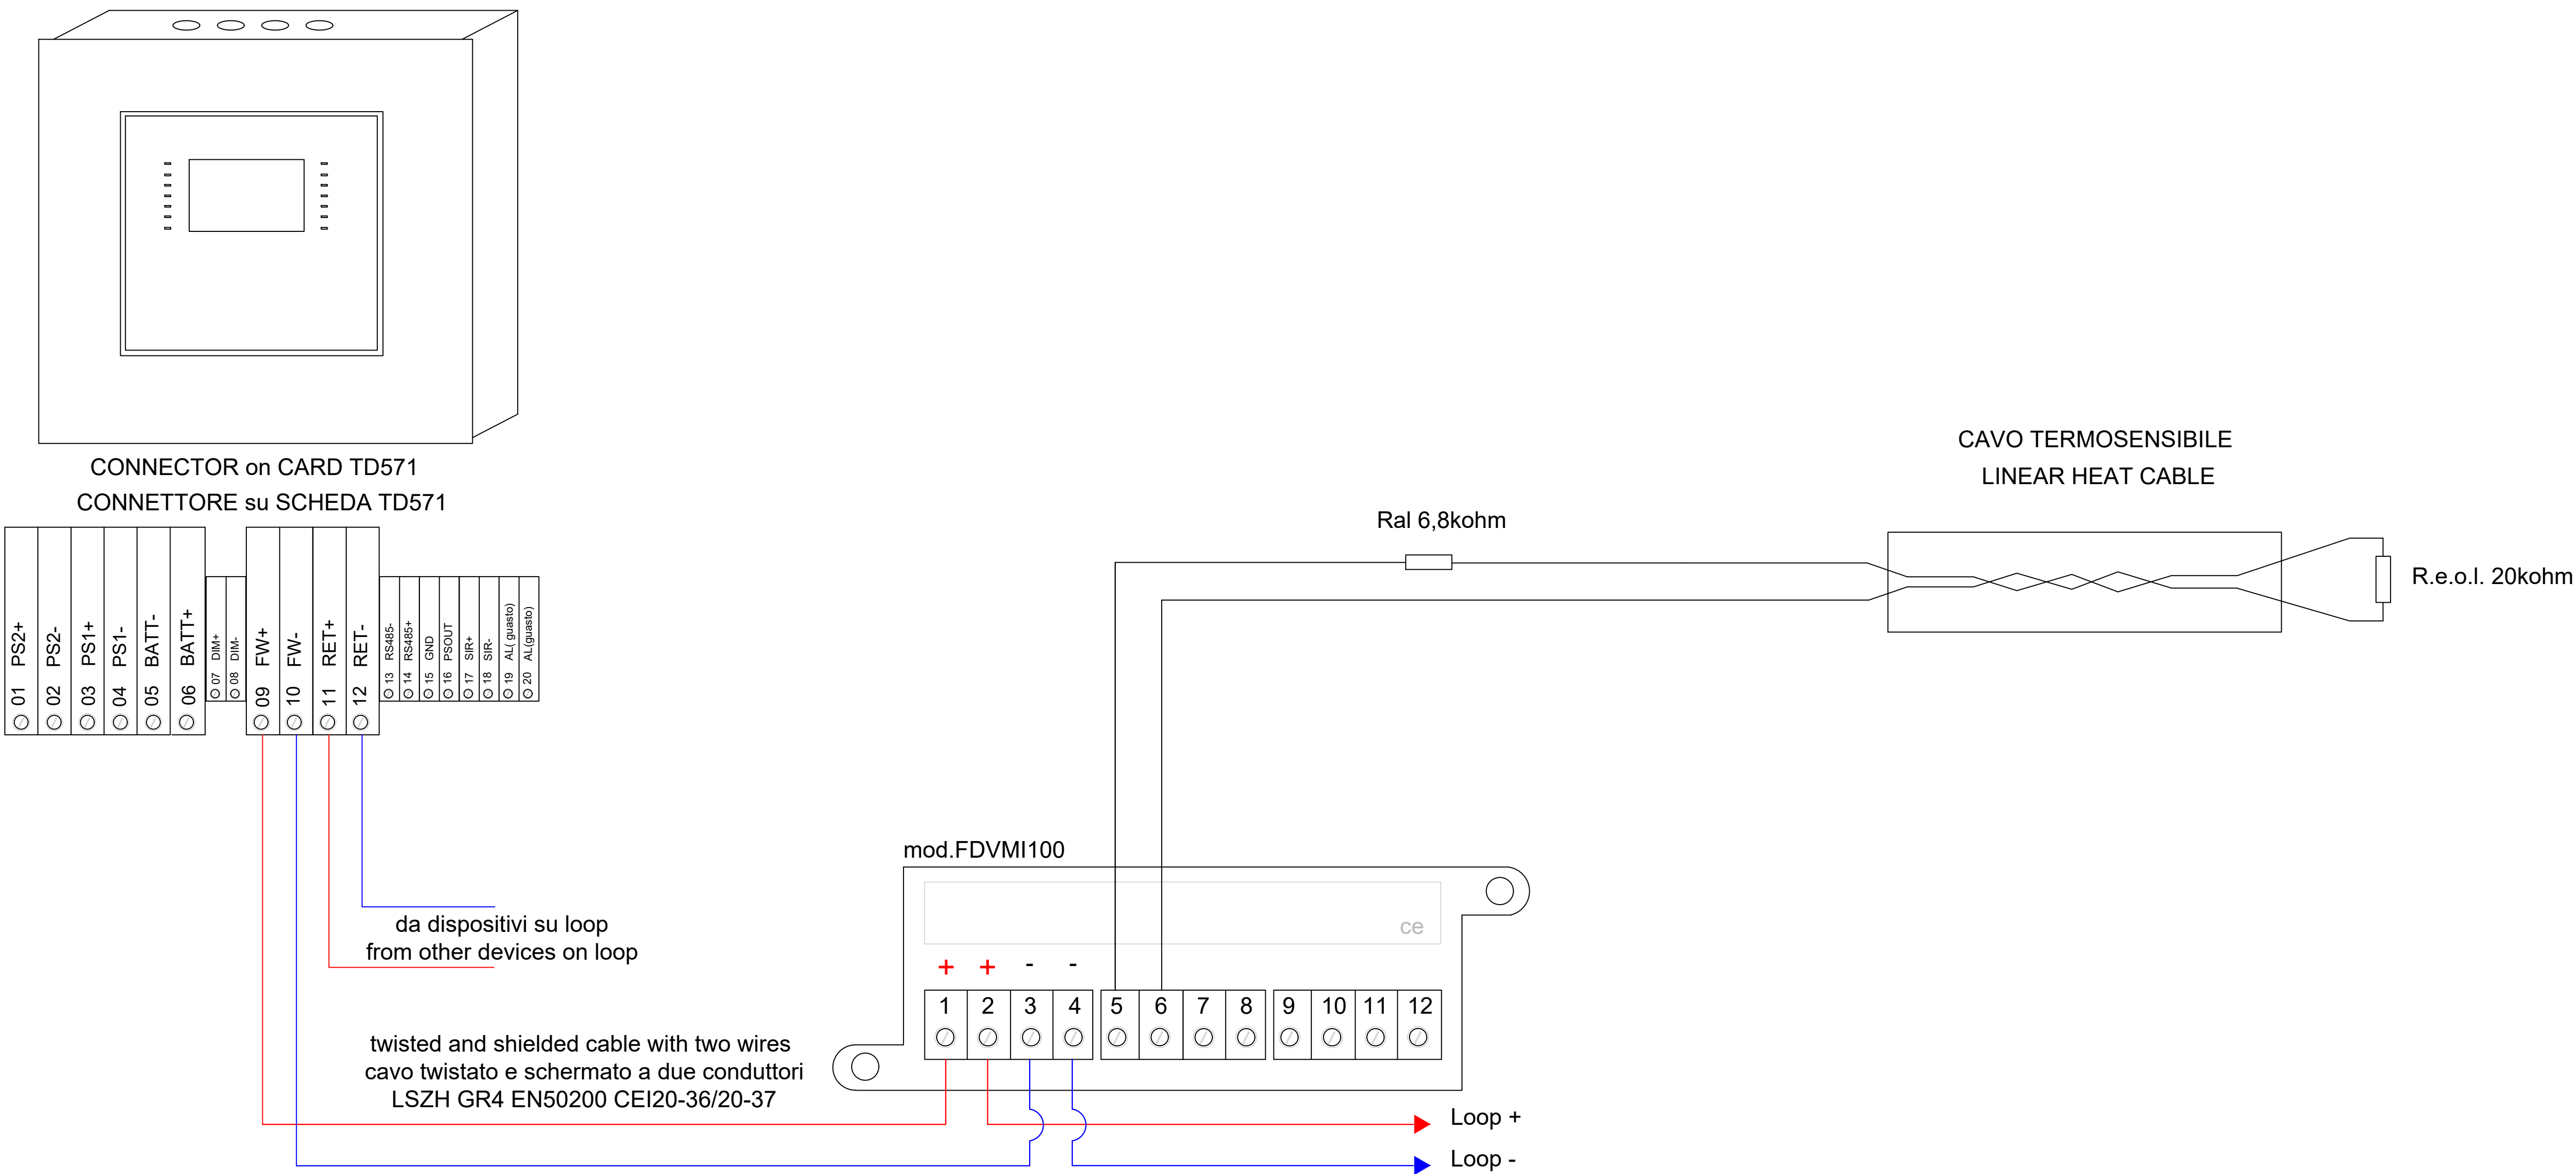 CONNECTOR on CARD TD571
CONNETTORE su SCHEDA TD571
01 PS2+
02 PS2-
03 PS1+
04 PS1-
05 BATT-
06 BATT+
07 DIM+
08 DIM-
09 FW+
10 FW-
11 RET+
12 RET-
13 RS485-
14 RS485+
15 GND
16 PSOUT
17 SIR+
18 SIR-
19 AL( guasto)
20 AL(guasto)
CAVO TERMOSENSIBILE
LINEAR HEAT CABLE
Ral 6,8kohm
R.e.o.l. 20kohm
da dispositivi su loop
from other devices on loop
mod.FDVMI100
ce
+ + - -
1 2 3 4 5 6 7 8 9 10 11 12
twisted and shielded cable with two wires
cavo twistato e schermato a due conduttori
LSZH GR4 EN50200 CEI20-36/20-37
Loop +
Loop -